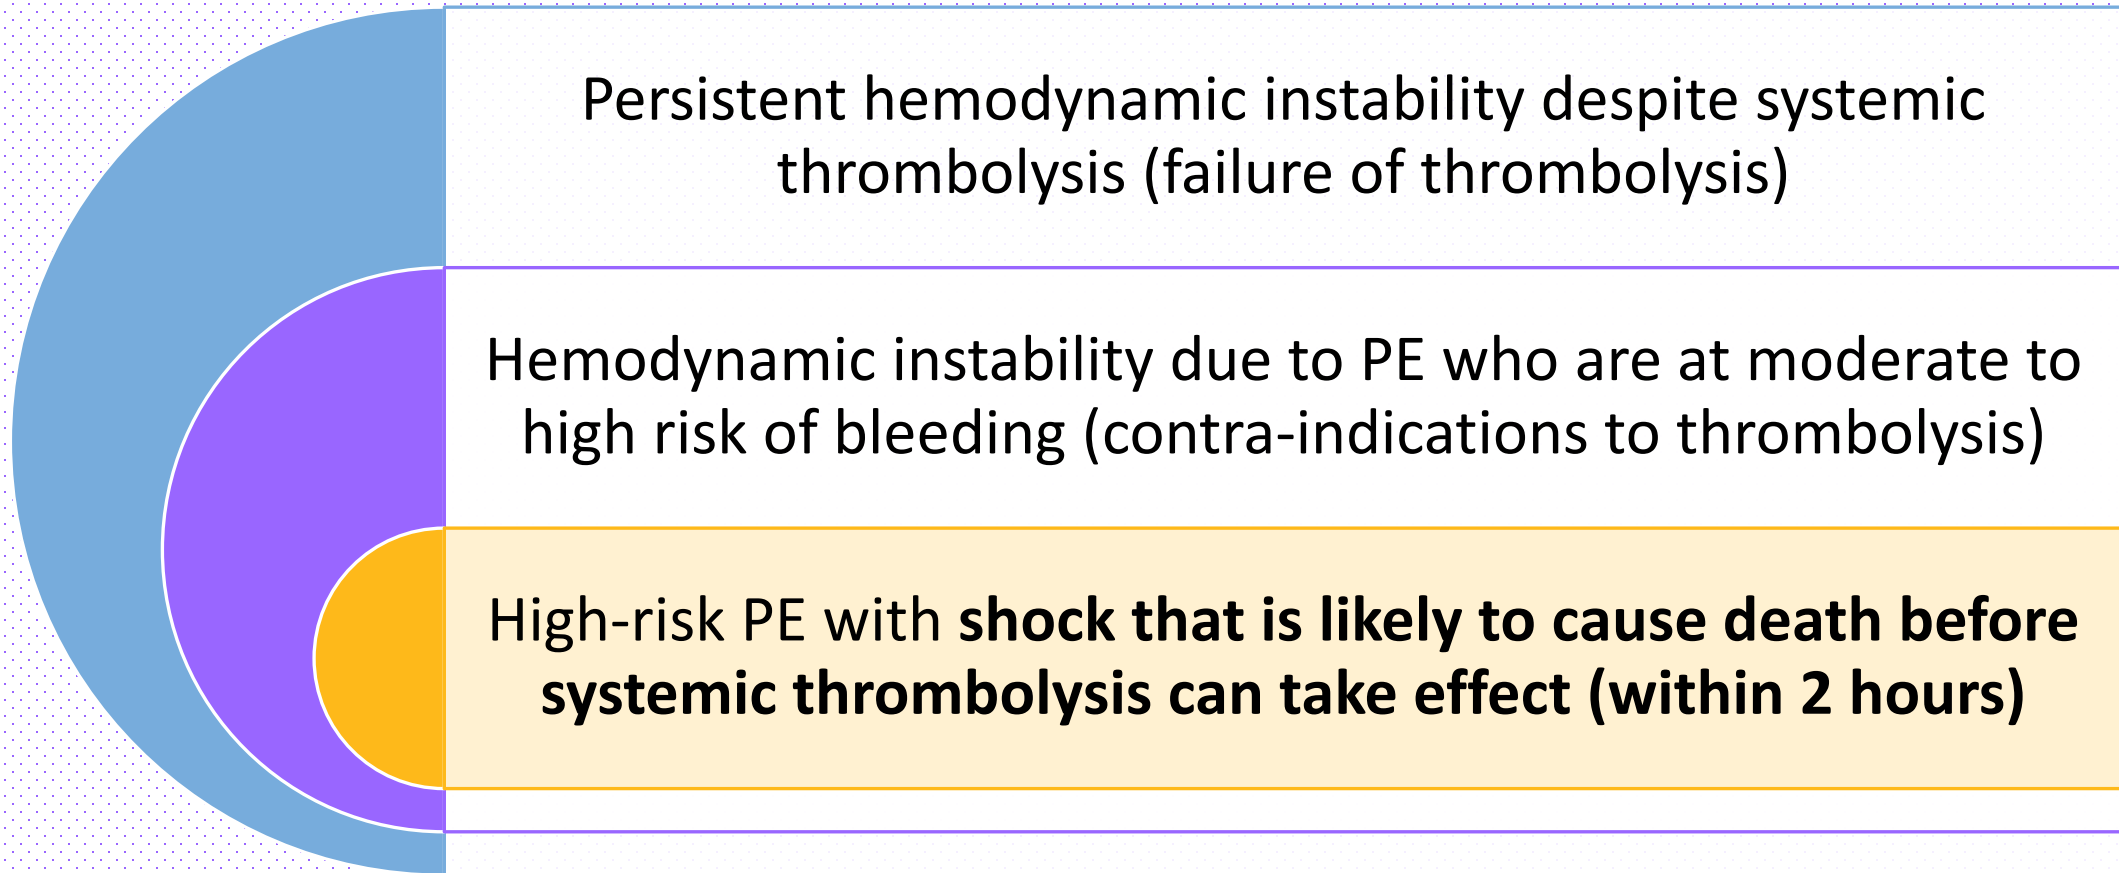 Persistent hemodynamic instability despite systemic
thrombolysis (failure of thrombolysis)
Hemodynamic instability due to PE who are at moderate to
high risk of bleeding (contra-indications to thrombolysis)
High-risk PE with shock that is likely to cause death before
systemic thrombolysis can take effect (within 2 hours)